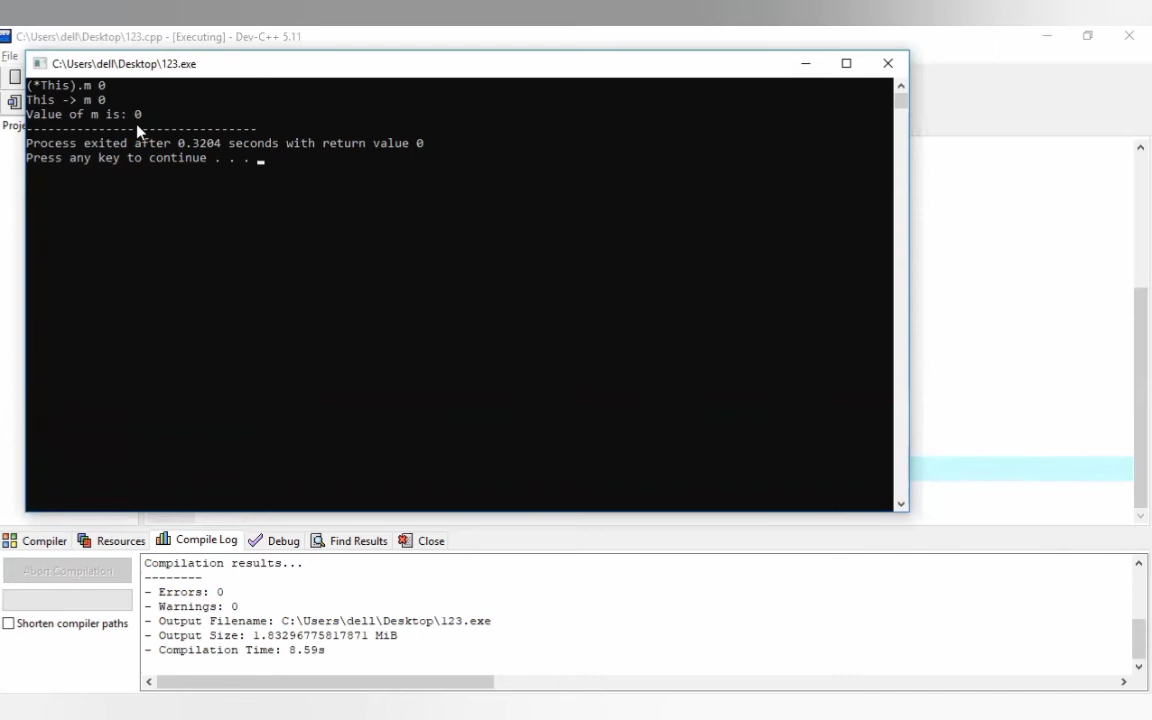 C:\Users\dell\Desktop\123.cpp - [Executing] - Dev-C++ 5.11
File
C:\Users\dell\Desktop\123.exe
(*This).m 0
This -> m 0
Value of m is: 0
--------------------------------
Process exited after 0.3204 seconds with return value 0
Press any key to continue . . .
Proje
Compiler Resources Compile Log Debug Find Results Close
Abort Compilation
Shorten compiler paths
Compilation results...
--------
- Errors: 0
- Warnings: 0
- Output Filename: C:\Users\dell\Desktop\123.exe
- Output Size: 1.83296775817871 MiB
- Compilation Time: 8.59s